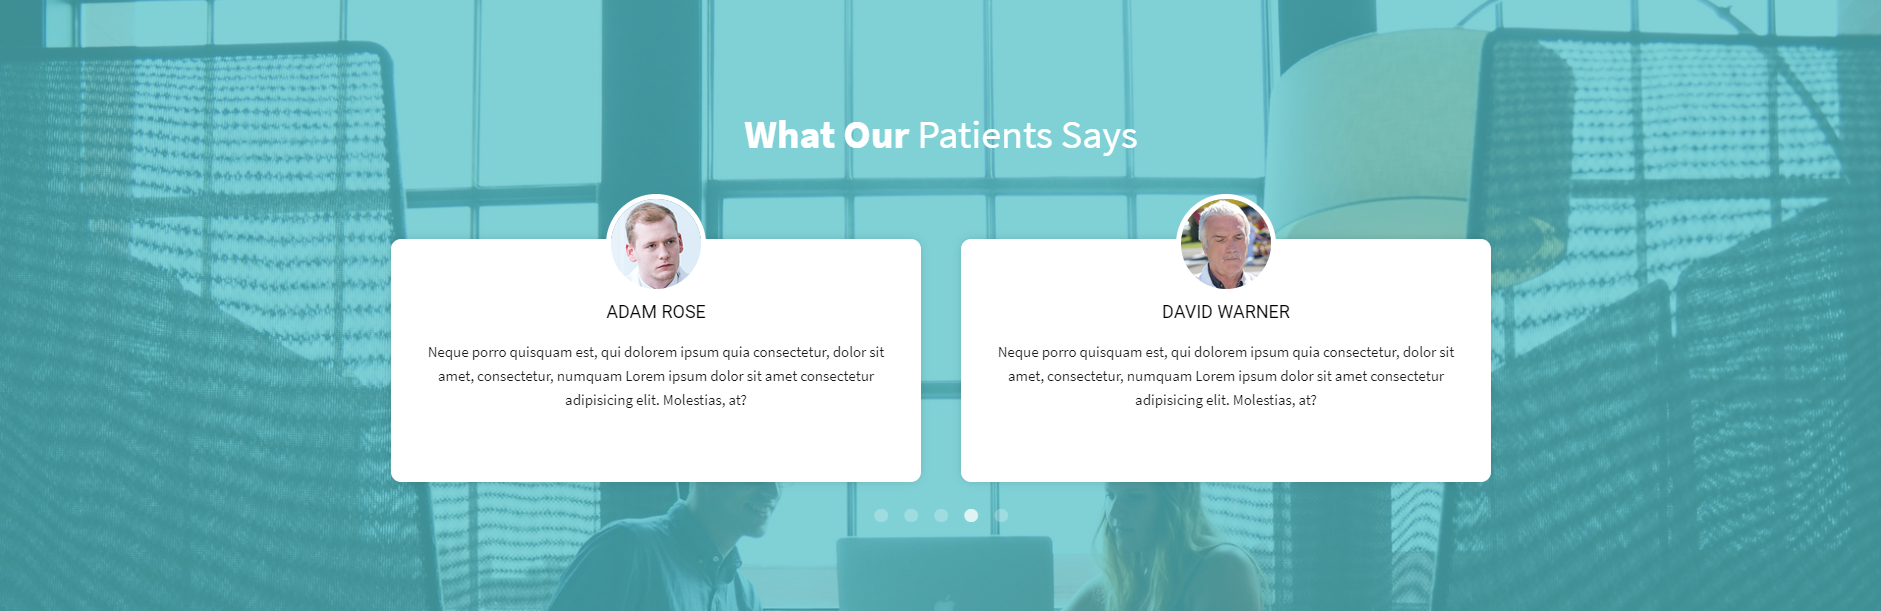 What Our Patients Says
ADAM ROSE
Neque porro quisquam est, qui dolorem ipsum quia consectetur, dolor sit
amet, consectetur, numquam Lorem ipsum dolor sit amet consectetur
adipisicing elit. Molestias, at?
DAVID WARNER
Neque porro quisquam est, qui dolorem ipsum quia consectetur, dolor sit
amet, consectetur, numquam Lorem ipsum dolor sit amet consectetur
adipisicing elit. Molestias, at?